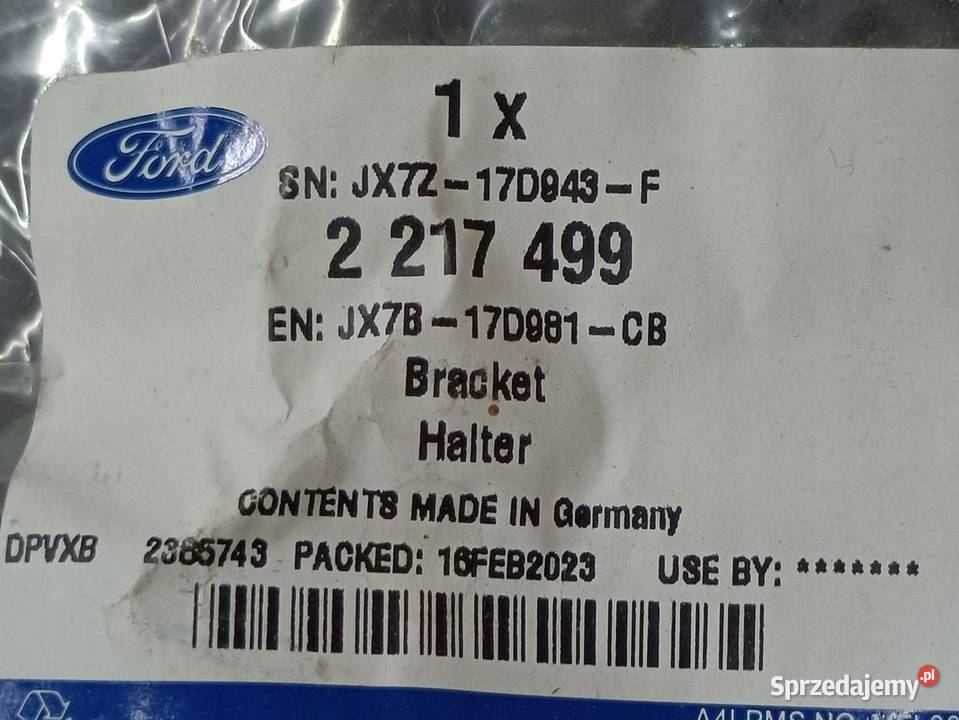 1 x
Ford
SN: JX7Z-17D943-F
2 217 499
EN: JX7B-17D981-CB
Bracket
Halter
CONTENTS MADE IN Germany
DPVXB 2385743 PACKED: 16FEB2023 USE BY: *******
Sprzedajemy.pl